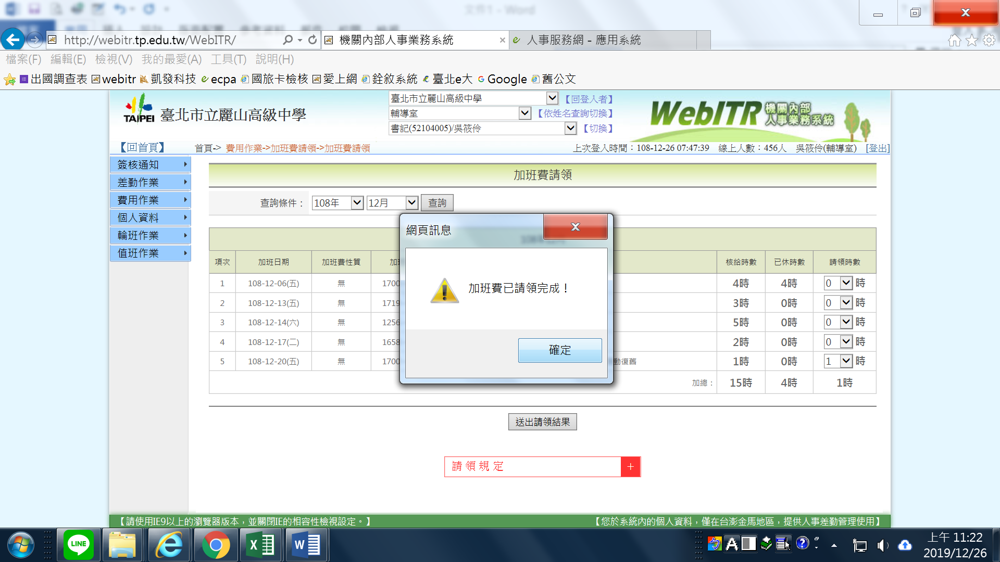 文件1 - Word
http://webitr.tp.edu.tw/WebITR/
機關內部人事業務系統
人事服務網 - 應用系統
檔案(F) 編輯(E) 檢視(V) 我的最愛(A) 工具(T) 說明(H)
出國調查表 webitr 凱發科技 ecpa 國旅卡檢核 愛上網 銓敘系統 臺北e大 Google 舊公文
TAIPEI 臺北市立麗山高級中學
臺北市立麗山高級中學 【回登入者】
輔導室 【依姓名查詢切換】
書記(52104005)/吳筱伶 【切換】
WebITR 機關內部人事業務系統
【回首頁】 首頁-> 費用作業->加班費請領->加班費請領 上次登入時間：108-12-26 07:47:39 線上人數：456人 吳筱伶(輔導室) [登出]
簽核通知
差勤作業
費用作業
個人資料
輪班作業
值班作業
加班費請領
查詢條件： 108年 12月 查詢
項次 加班日期 加班費性質 加班 核給時數 已休時數 請領時數
1 108-12-06(五) 無 1700 4時 4時 0 時
2 108-12-13(五) 無 1719 3時 0時 0 時
3 108-12-14(六) 無 1256 5時 0時 0 時
4 108-12-17(二) 無 1658 2時 0時 0 時
5 108-12-20(五) 無 1700 動復舊 1時 0時 1 時
加總： 15時 4時 1時
網頁訊息
加班費已請領完成！
確定
送出請領結果
請領規定 +
【請使用IE9以上的瀏覽器版本，並關閉IE的相容性檢視設定。】 【您於系統內的個人資料，僅在台澎金馬地區，提供人事差勤管理使用】
LINE
上午 11:22
2019/12/26